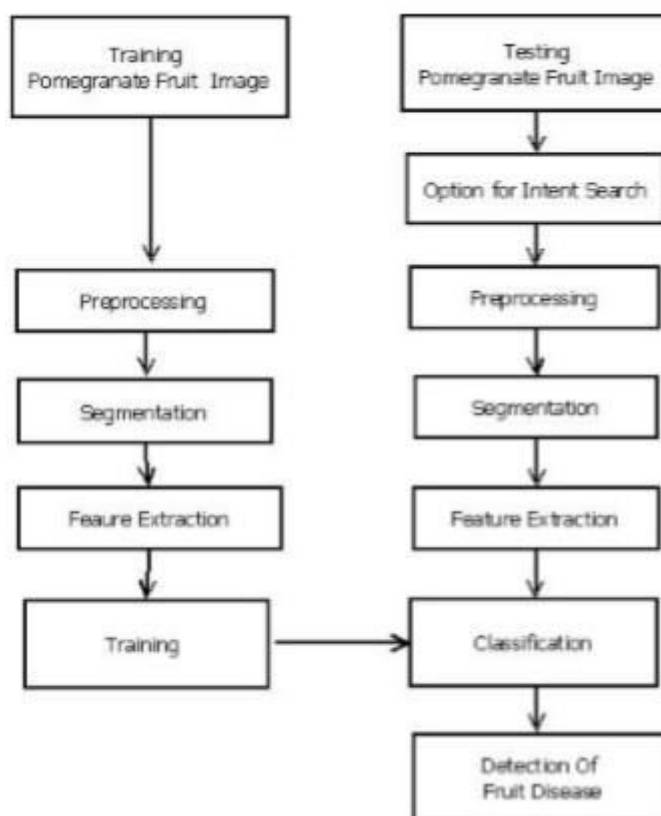 Training
Pomegranate Fruit Image
Preprocessing
Segmentation
Feaure Extraction
Training
Testing
Pomegranate Fruit Image
Option for Intent Search
Preprocessing
Segmentation
Feature Extraction
Classification
Detection Of
Fruit Disease